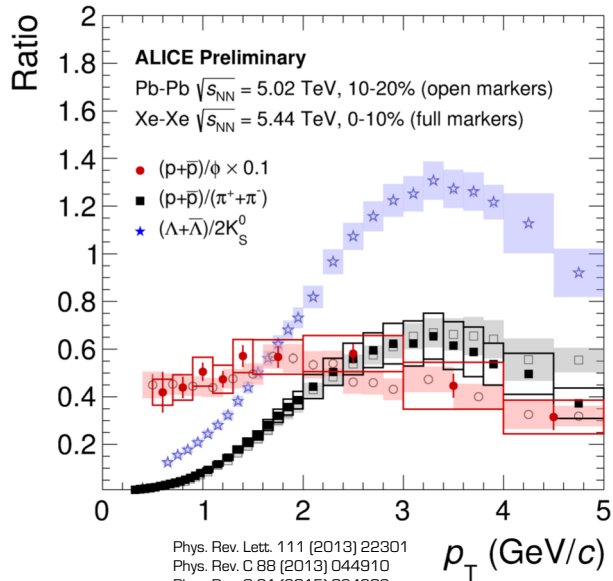 Ratio
2
1.8
1.6
1.4
1.2
1
0.8
0.6
0.4
0.2
ALICE Preliminary
Pb-Pb √sNN = 5.02 TeV, 10-20% (open markers)
Xe-Xe √sNN = 5.44 TeV, 0-10% (full markers)
(p+p̅)/ϕ × 0.1
(p+p̅)/(π⁺+π⁻)
(Λ+Λ̅)/2K⁰S
0 1 2 3 4 5
pT (GeV/c)
Phys. Rev. Lett. 111 (2013) 22301
Phys. Rev. C 88 (2013) 044910